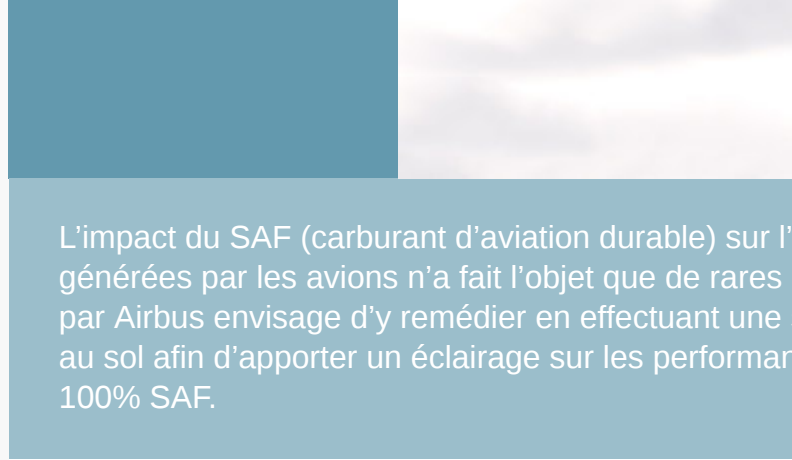 L’impact du SAF (carburant d’aviation durable) sur l’
générées par les avions n’a fait l’objet que de rares
par Airbus envisage d’y remédier en effectuant une
au sol afin d’apporter un éclairage sur les performan
100% SAF.